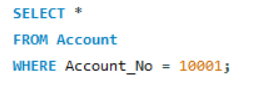 SELECT *
FROM Account
WHERE Account_No = 10001;